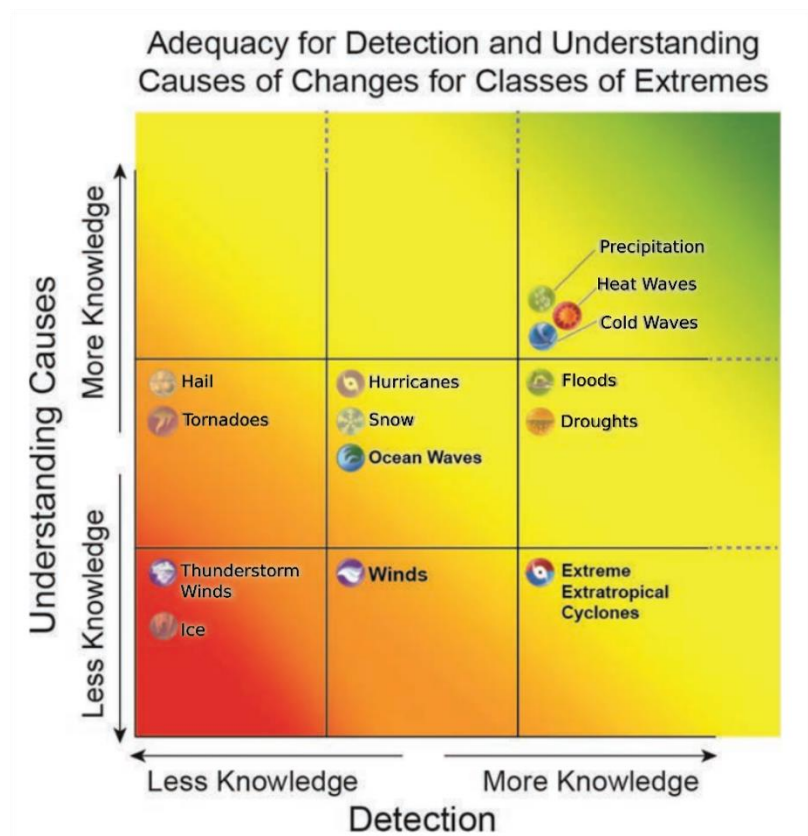 Adequacy for Detection and Understanding
Causes of Changes for Classes of Extremes
Understanding Causes
More Knowledge
Less Knowledge
Precipitation
Heat Waves
Cold Waves
Hail
Tornadoes
Hurricanes
Snow
Ocean Waves
Floods
Droughts
Thunderstorm
Winds
Ice
Winds
Extreme
Extratropical
Cyclones
Less Knowledge
More Knowledge
Detection